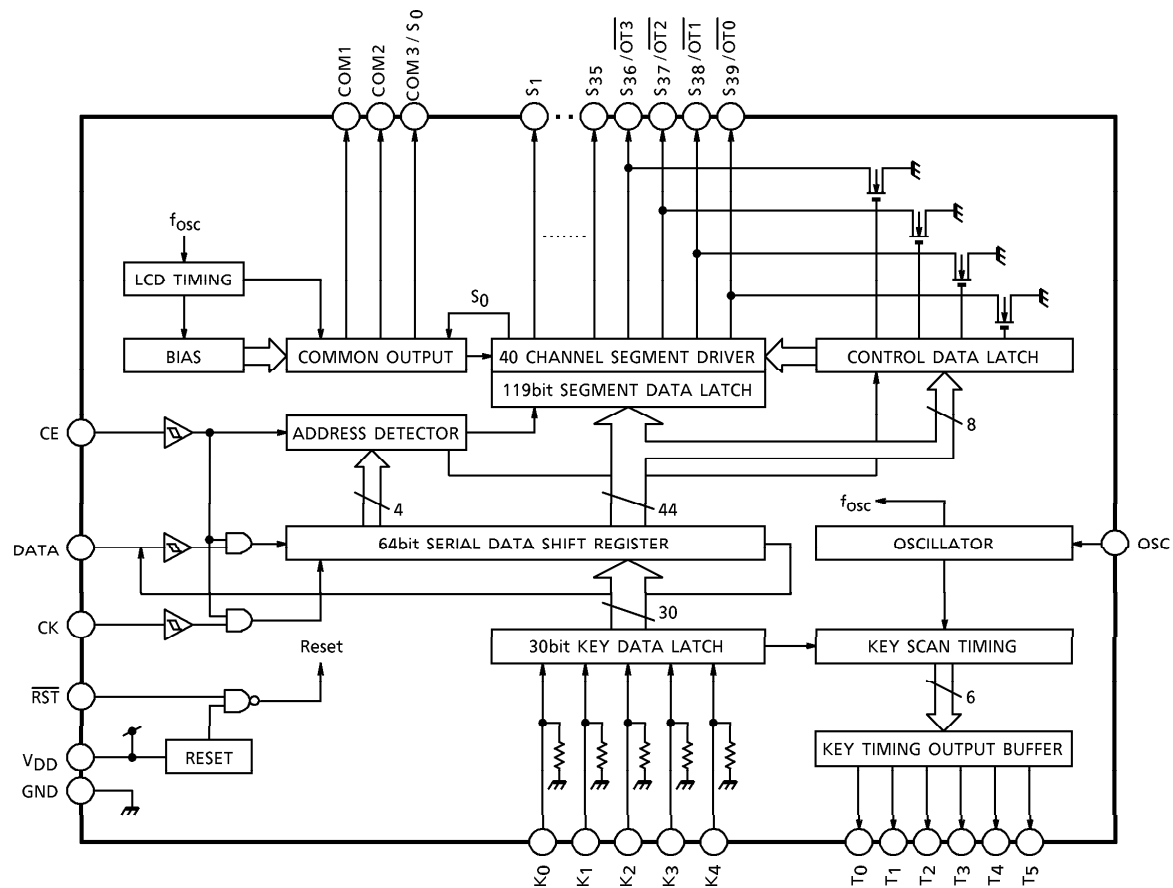 COM1
COM2
COM3/S0
S1
S35
S36/OT3
S37/OT2
S38/OT1
S39/OT0
fosc
LCD TIMING
S0
BIAS
COMMON OUTPUT
40 CHANNEL SEGMENT DRIVER
CONTROL DATA LATCH
119bit SEGMENT DATA LATCH
CE
ADDRESS DETECTOR
8
4
44
fosc
DATA
64bit SERIAL DATA SHIFT REGISTER
OSCILLATOR
OSC
CK
30
Reset
30bit KEY DATA LATCH
KEY SCAN TIMING
RST
6
VDD
RESET
KEY TIMING OUTPUT BUFFER
GND
K0
K1
K2
K3
K4
T0
T1
T2
T3
T4
T5